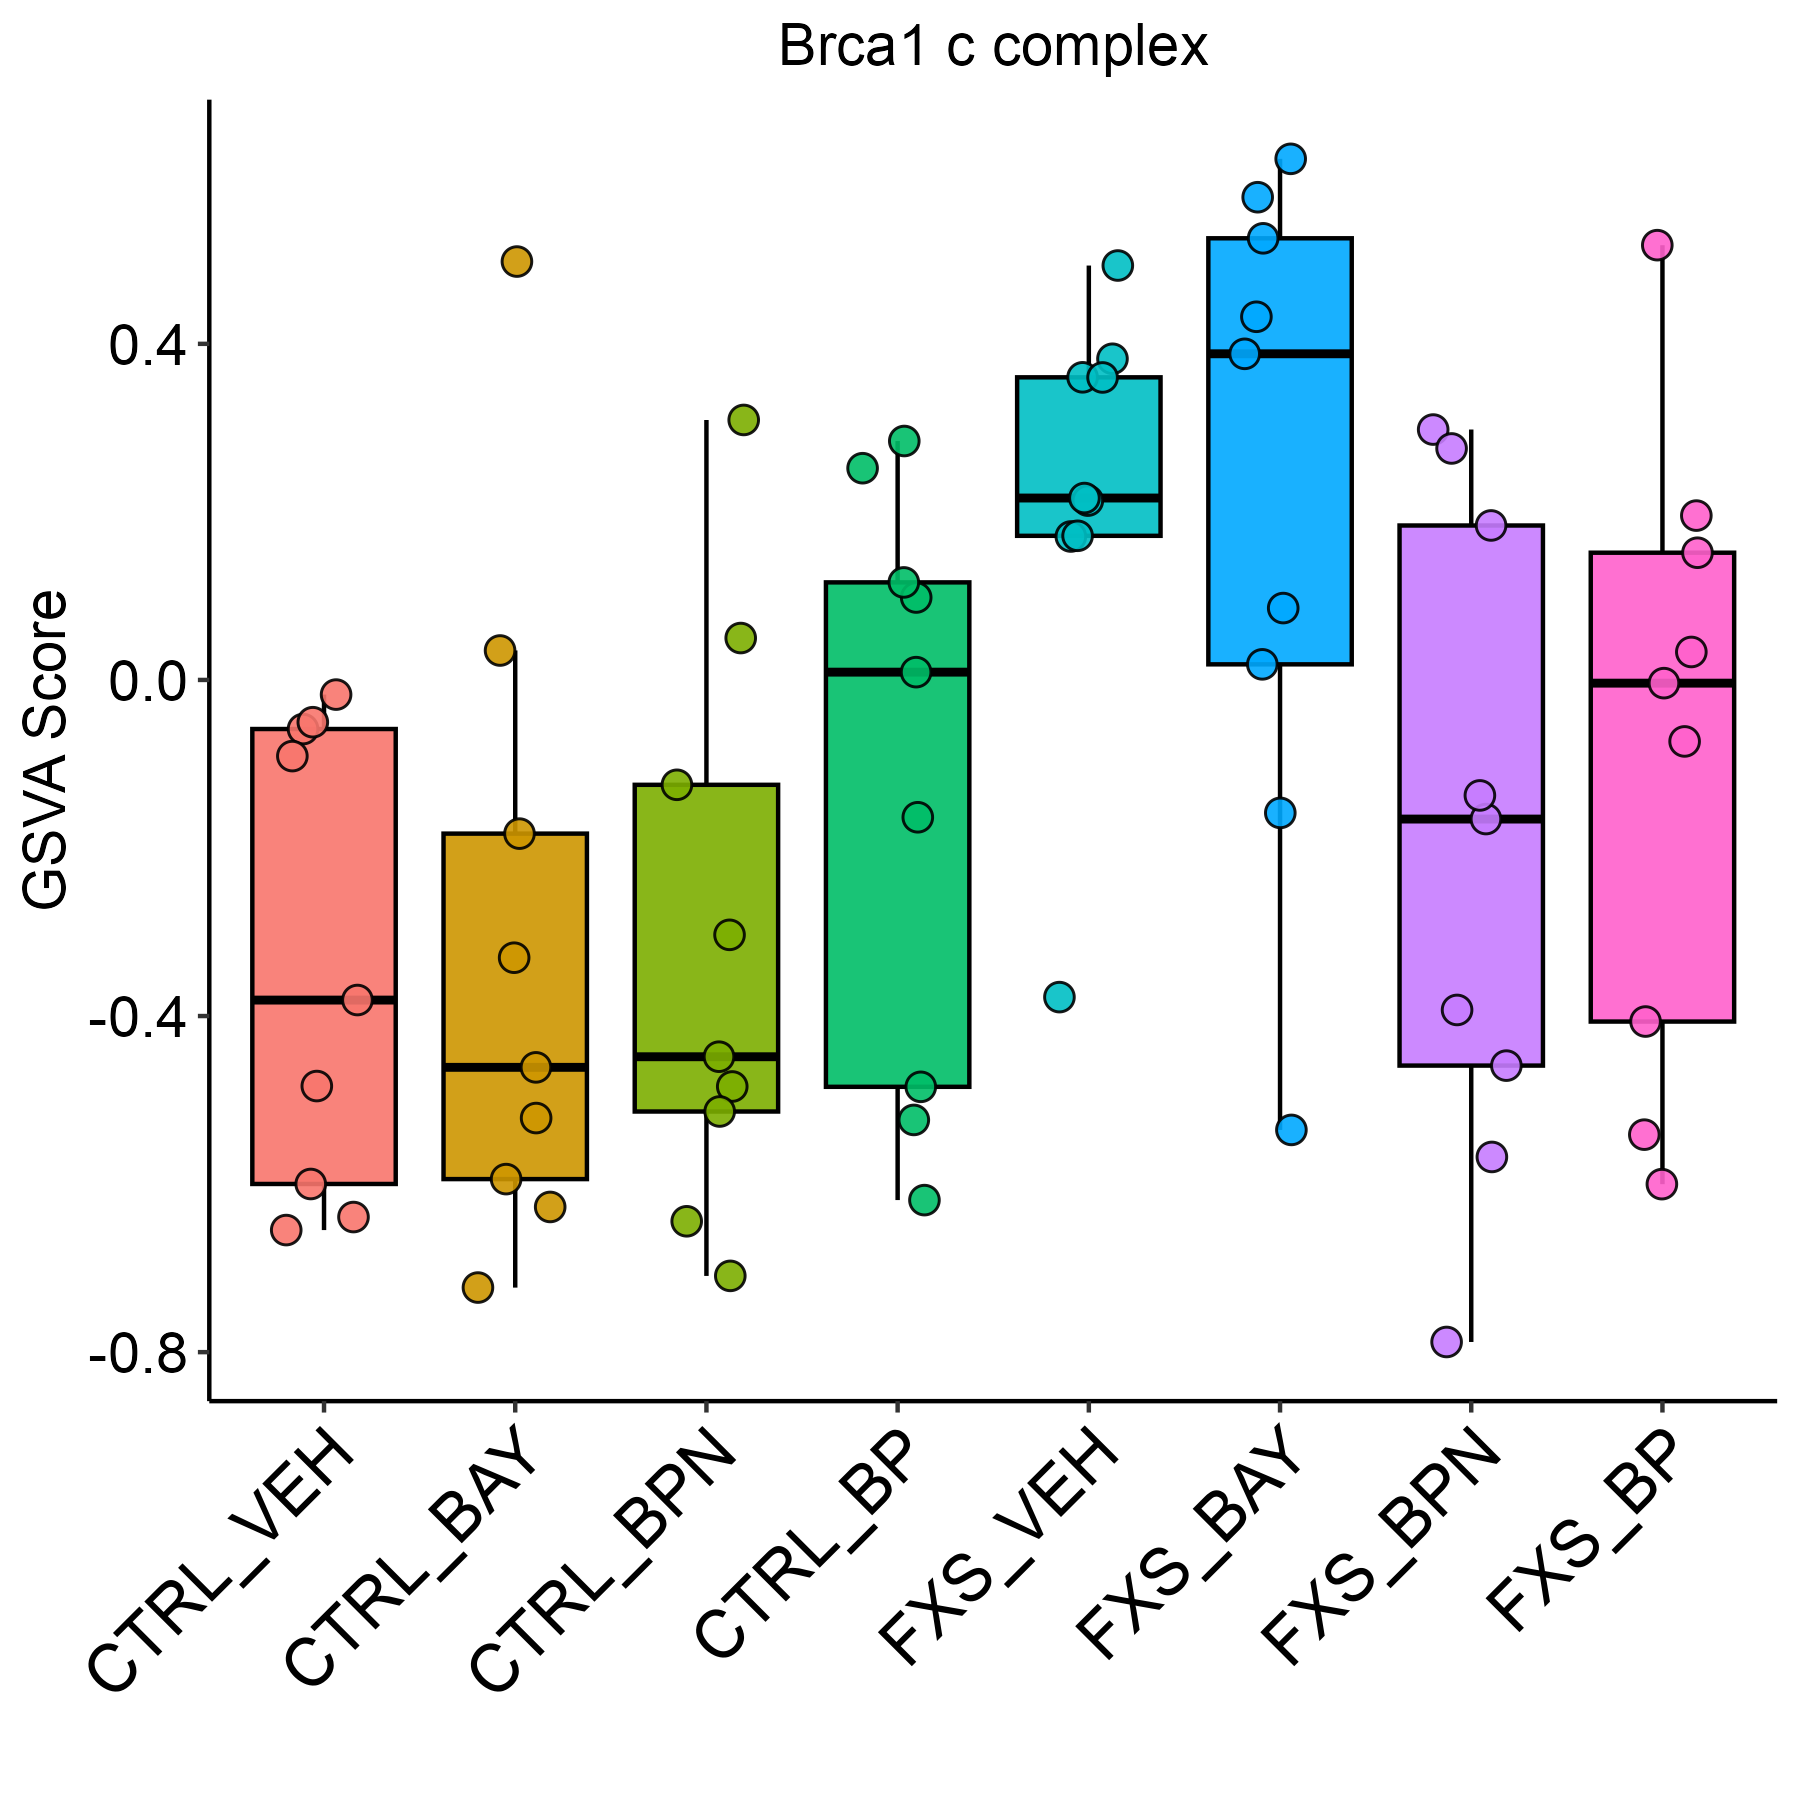 Brca1 c complex
GSVA Score
0.4
0.0
-0.4
-0.8
CTRL_VEH
CTRL_BAY
CTRL_BPN
CTRL_BP
FXS_VEH
FXS_BAY
FXS_BPN
FXS_BP